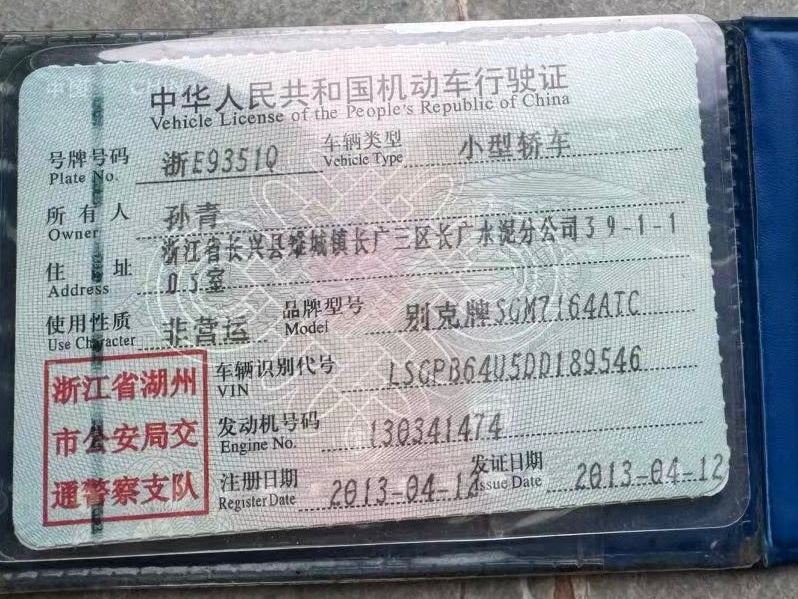 中华人民共和国机动车行驶证
Vehicle License of the People's Republic of China
号牌号码 浙E9351Q 车辆类型 小型轿车
Plate No. Vehicle Type
所有人 孙青
Owner
住址 浙江省长兴县雉城镇长广三区长广水泥分公司39-1-1
Address 03室
使用性质 非营运 品牌型号 别克牌SGM7164ATC
Use Character Model
浙江省湖州
市公安局交
通警察支队
车辆识别代号 LSGPB64U5DD189546
VIN
发动机号码 130341474
Engine No.
注册日期 2013-04-12 发证日期 2013-04-12
Register Date Issue Date